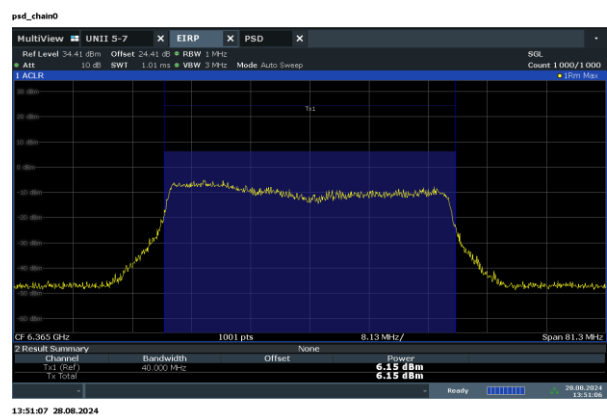 psd_chain0
MultiView UNII 5-7 X EIRP X PSD X
Ref Level 34.41 dBm Offset 24.41 dB RBW 1 MHz SGL
Att 10 dB SWT 1.01 ms VBW 3 MHz Mode Auto Sweep Count 1000/1000
1 ACLR 1Rm Max
30 dBm
Tx1
20 dBm
10 dBm
0 dBm
-10 dBm
-20 dBm
-30 dBm
-40 dBm
-50 dBm
-60 dBm
CF 6.365 GHz 1001 pts 8.13 MHz/ Span 81.3 MHz
2 Result Summary None
Channel Bandwidth Offset Power
Tx1 (Ref) 40.000 MHz 6.15 dBm
Tx Total 6.15 dBm
Ready 28.08.2024
13:51:06
13:51:07 28.08.2024